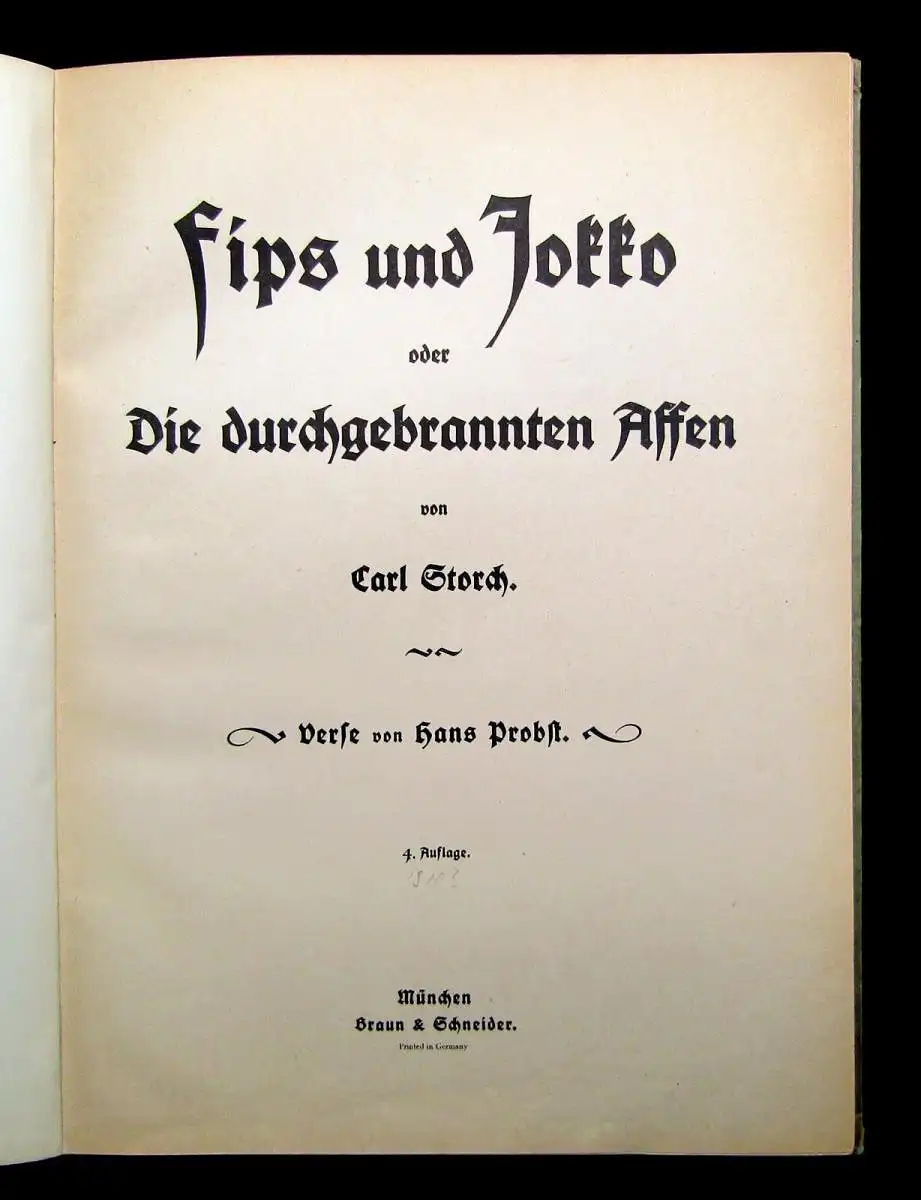 Fips und Jokko
oder
Die durchgebrannten Affen
von
Carl Storch.
Verse von Hans Probst.
4. Auflage.
München
Braun & Schneider.
Printed in Germany